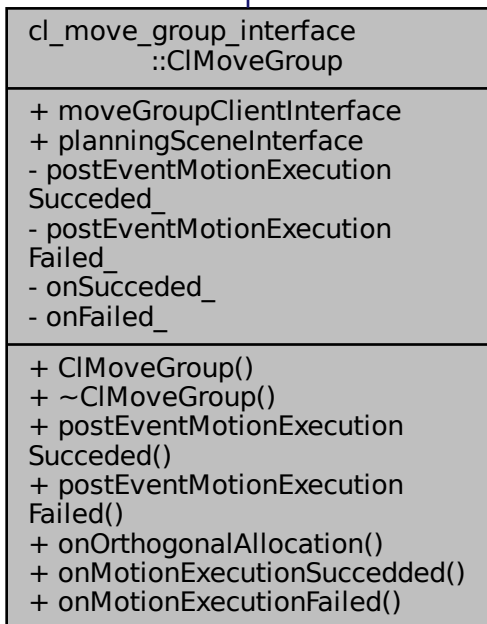 cl_move_group_interface
::ClMoveGroup
+ moveGroupClientInterface
+ planningSceneInterface
- postEventMotionExecution
Succeded_
- postEventMotionExecution
Failed_
- onSucceded_
- onFailed_
+ ClMoveGroup()
+ ~ClMoveGroup()
+ postEventMotionExecution
Succeded()
+ postEventMotionExecution
Failed()
+ onOrthogonalAllocation()
+ onMotionExecutionSuccedded()
+ onMotionExecutionFailed()